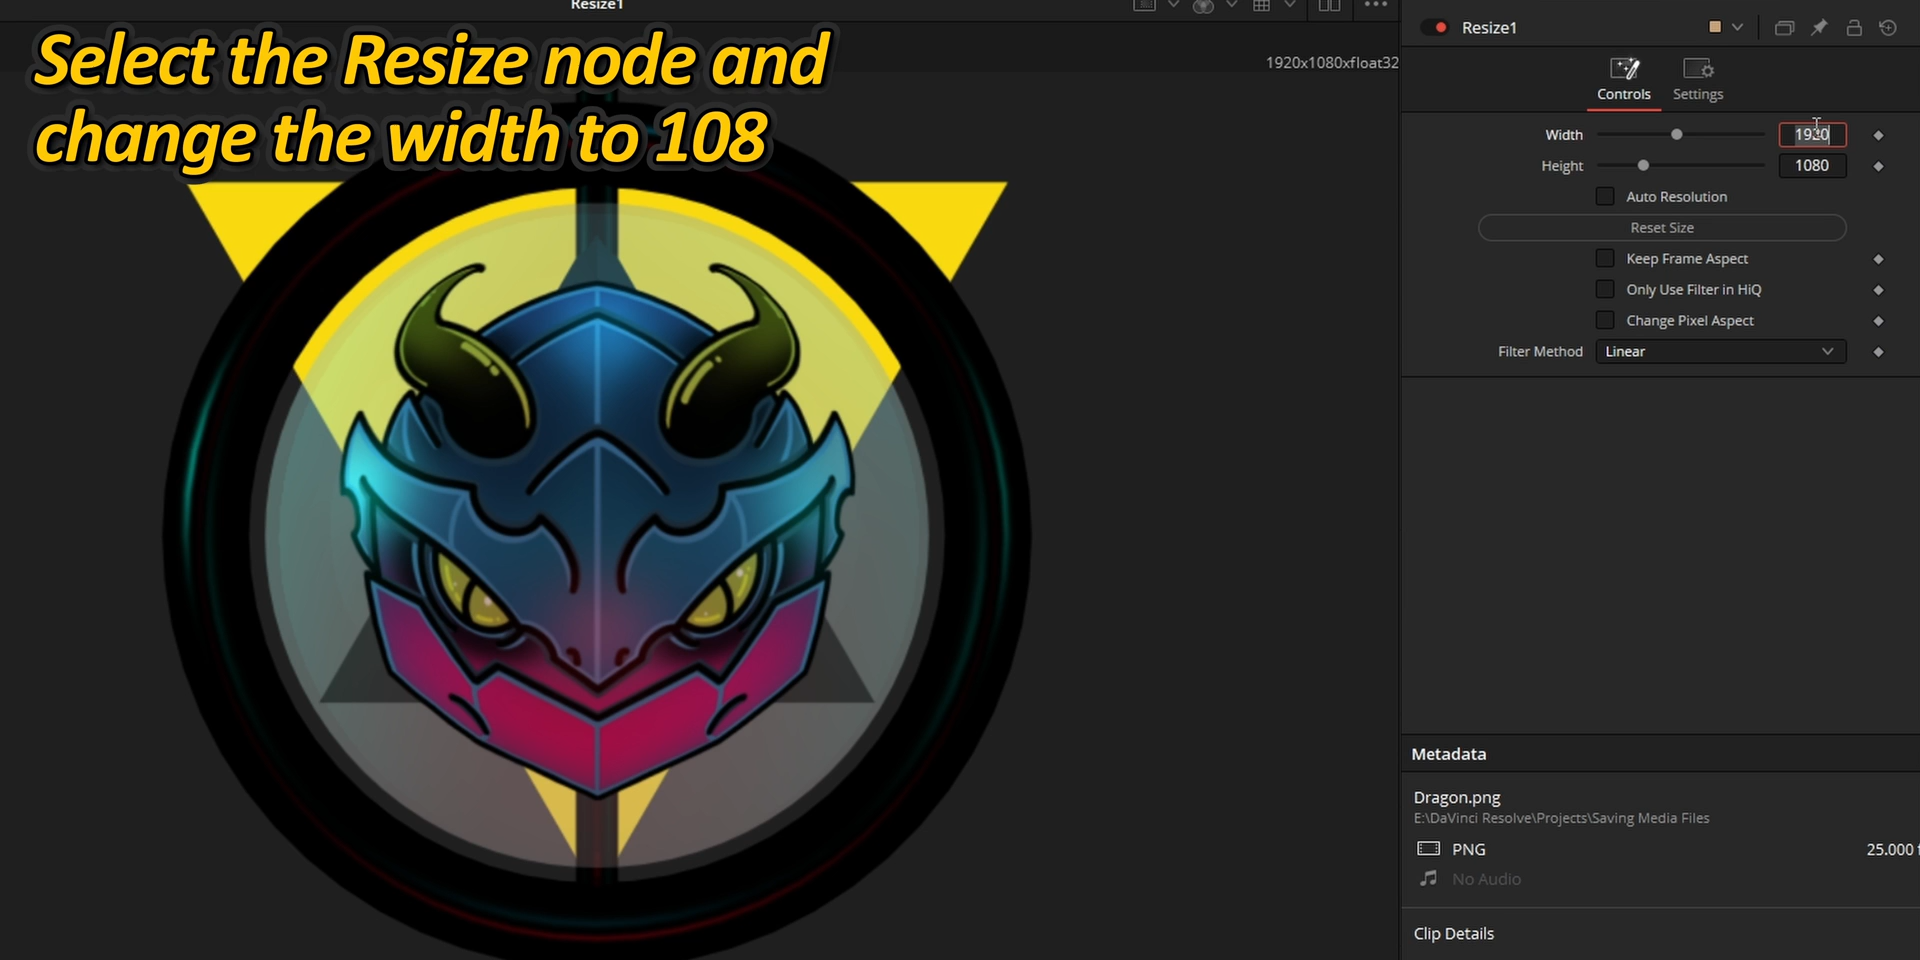 Resize1
Select the Resize node and
change the width to 108
1920x1080xfloat32
Resize1
Controls
Settings
Width
1920
Height
1080
Auto Resolution
Reset Size
Keep Frame Aspect
Only Use Filter in HiQ
Change Pixel Aspect
Filter Method
Linear
Metadata
Dragon.png
E:\DaVinci Resolve\Projects\Saving Media Files
PNG
25.000 f
No Audio
Clip Details